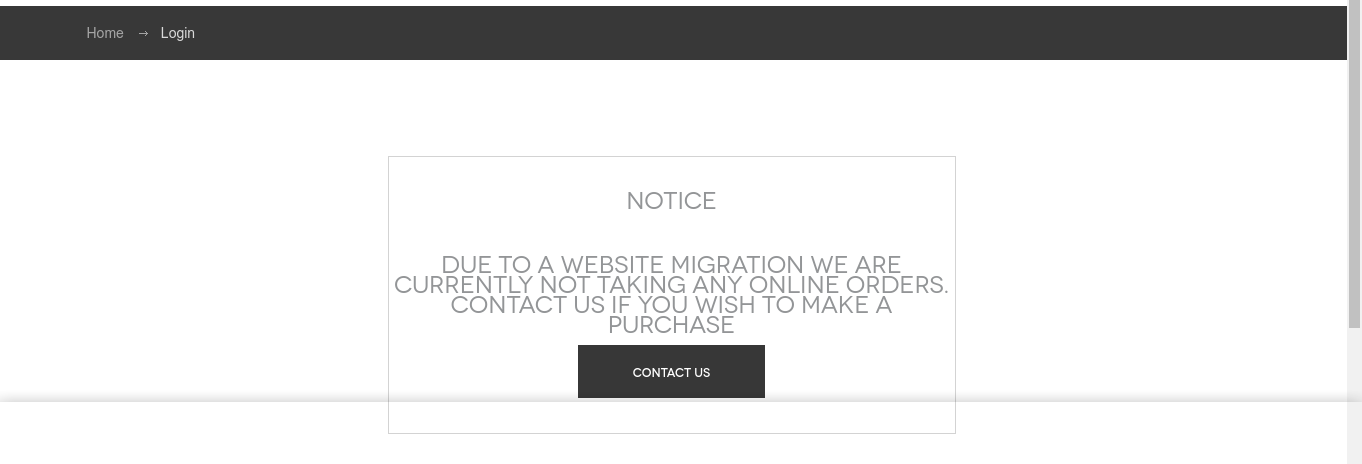 Home → Login
NOTICE
DUE TO A WEBSITE MIGRATION WE ARE
CURRENTLY NOT TAKING ANY ONLINE ORDERS.
CONTACT US IF YOU WISH TO MAKE A
PURCHASE
CONTACT US